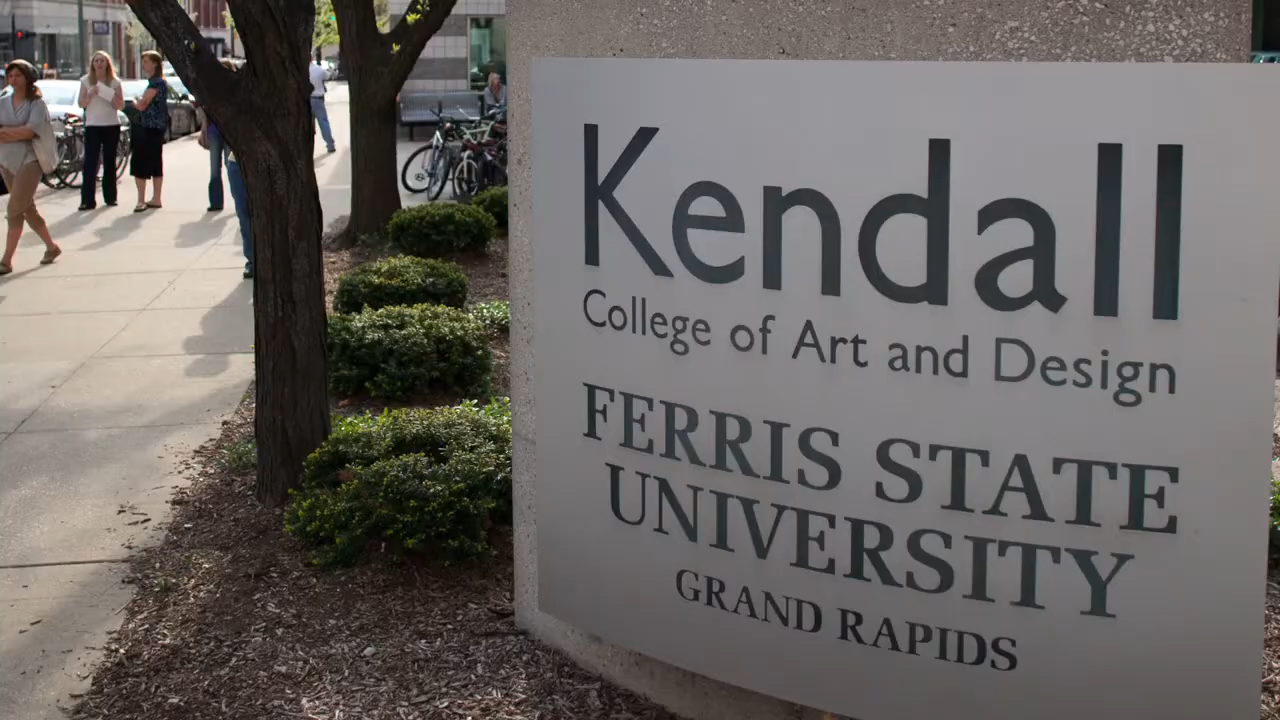 Kendall
College of Art and Design
FERRIS STATE
UNIVERSITY
GRAND RAPIDS